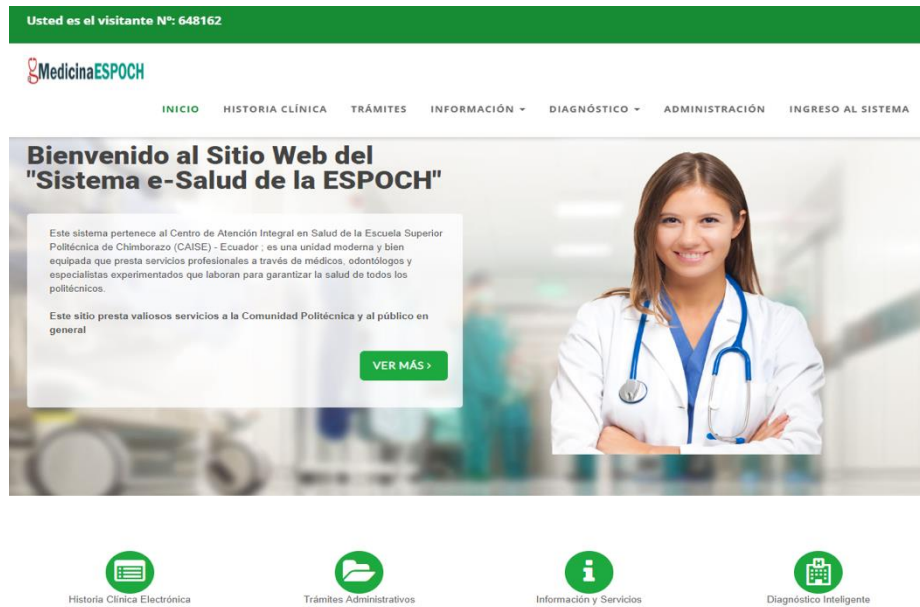 Usted es el visitante Nº: 648162
MedicinaESPOCH
INICIO HISTORIA CLÍNICA TRÁMITES INFORMACIÓN DIAGNÓSTICO ADMINISTRACIÓN INGRESO AL SISTEMA
Bienvenido al Sitio Web del
"Sistema e-Salud de la ESPOCH"
Este sistema pertenece al Centro de Atención Integral en Salud de la Escuela Superior
Politécnica de Chimborazo (CAISE) - Ecuador ; es una unidad moderna y bien
equipada que presta servicios profesionales a través de médicos, odontólogos y
especialistas experimentados que laboran para garantizar la salud de todos los
politécnicos.
Este sitio presta valiosos servicios a la Comunidad Politécnica y al público en
general
VER MÁS ›
Historia Clínica Electrónica Trámites Administrativos Información y Servicios Diagnóstico Inteligente